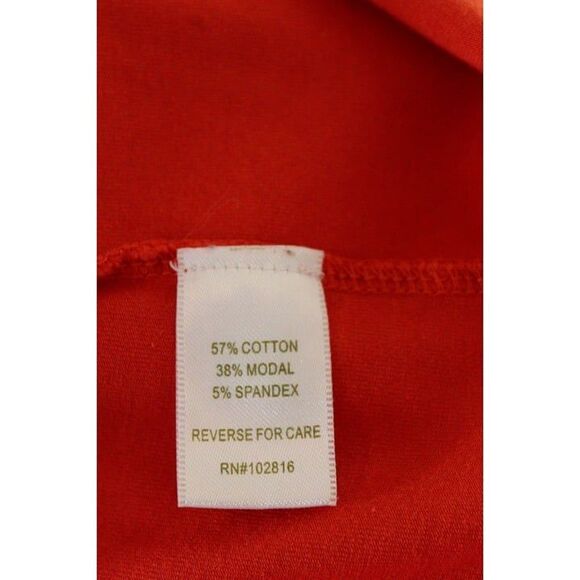 57% COTTON
38% MODAL
5% SPANDEX
REVERSE FOR CARE
RN#102816